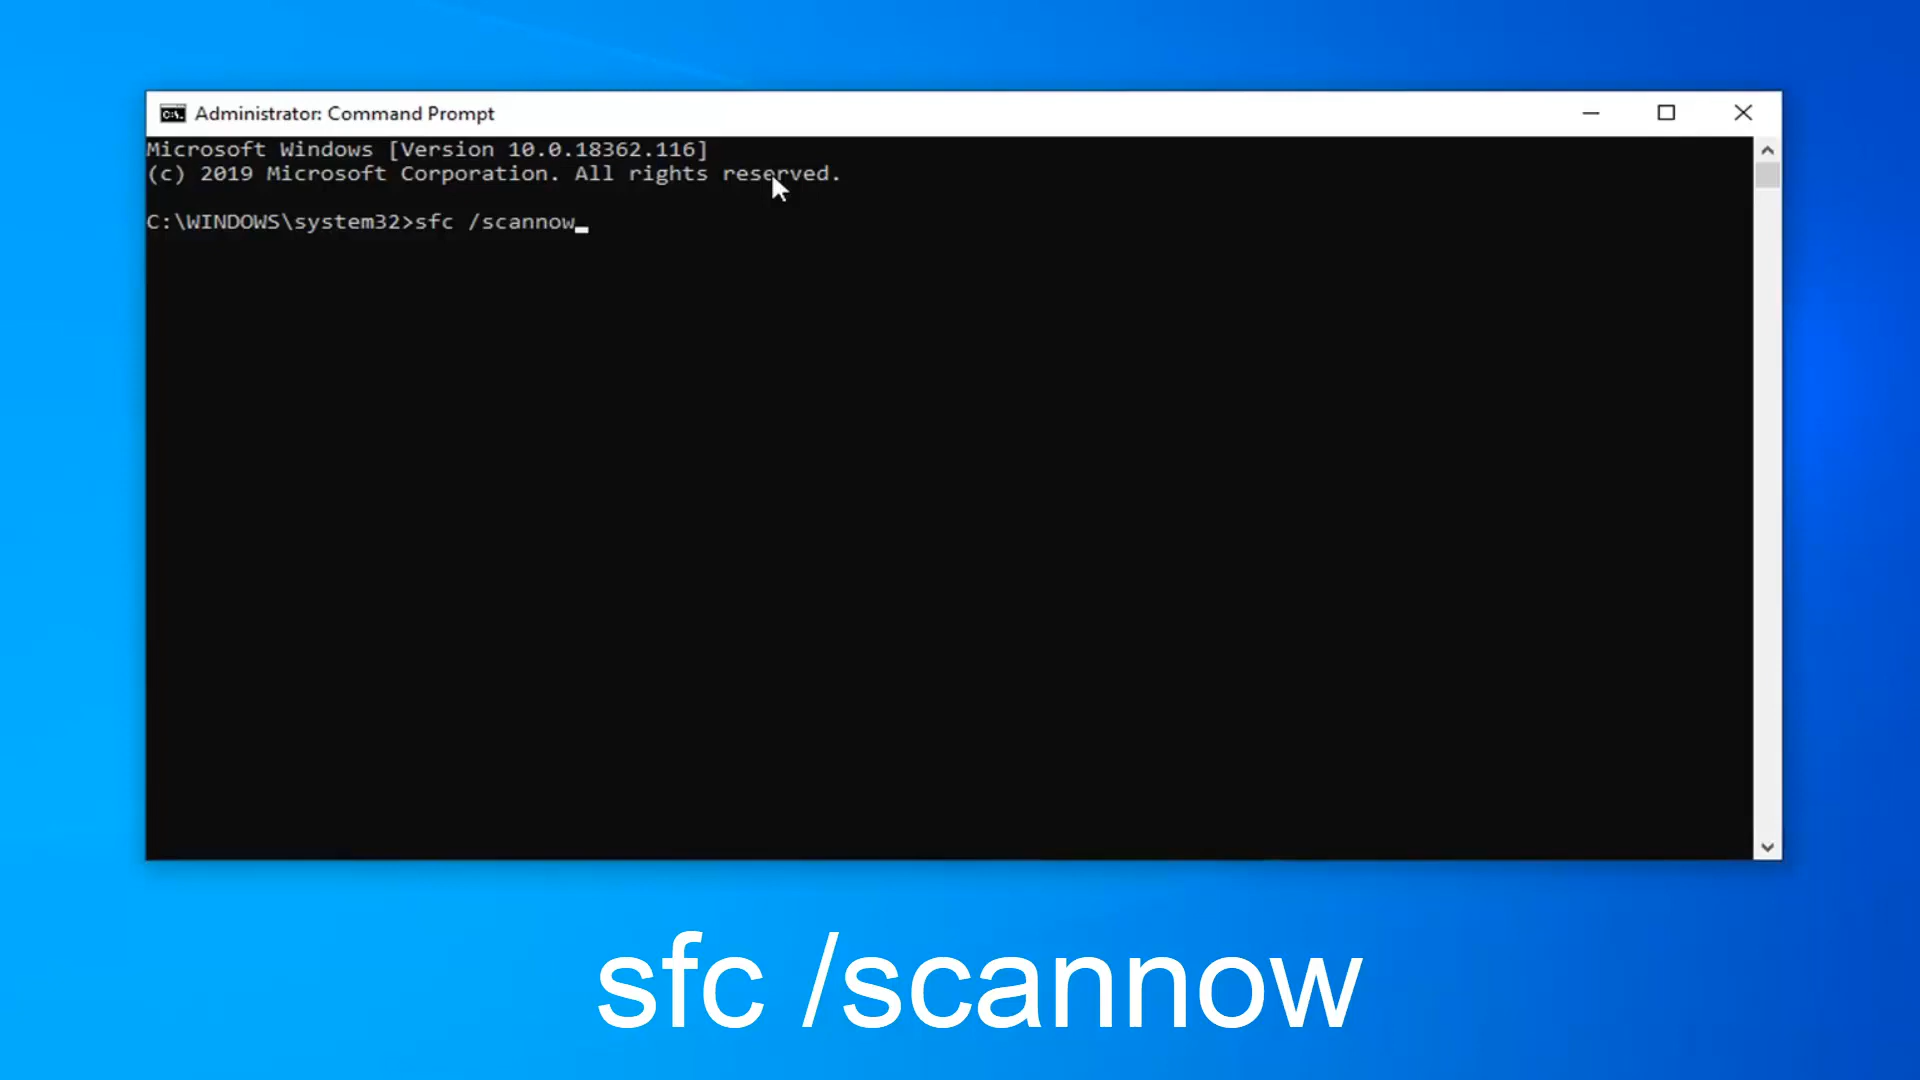 Administrator: Command Prompt
Microsoft Windows [Version 10.0.18362.116]
(c) 2019 Microsoft Corporation. All rights reserved.
C:\WINDOWS\system32>sfc /scannow
sfc /scannow